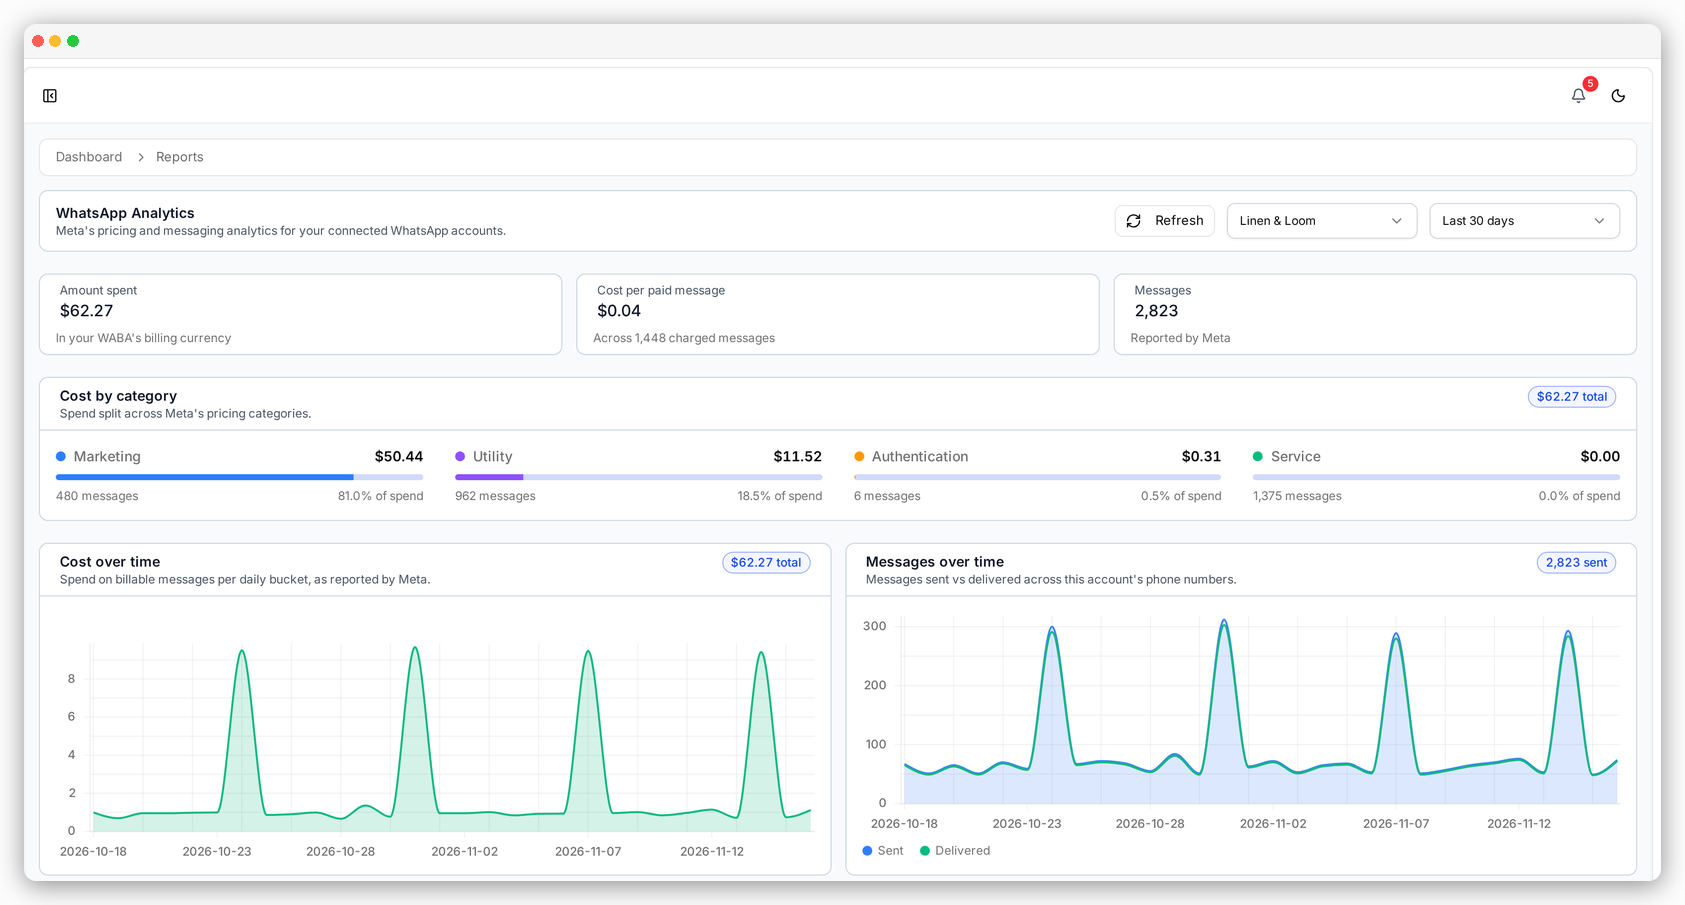 5
Dashboard > Reports
WhatsApp Analytics
Meta's pricing and messaging analytics for your connected WhatsApp accounts.
Refresh
Linen & Loom
Last 30 days
Amount spent
$62.27
In your WABA's billing currency
Cost per paid message
$0.04
Across 1,448 charged messages
Messages
2,823
Reported by Meta
Cost by category
Spend split across Meta's pricing categories.
$62.27 total
Marketing $50.44
480 messages 81.0% of spend
Utility $11.52
962 messages 18.5% of spend
Authentication $0.31
6 messages 0.5% of spend
Service $0.00
1,375 messages 0.0% of spend
Cost over time
Spend on billable messages per daily bucket, as reported by Meta.
$62.27 total
8
6
4
2
0
2026-10-18 2026-10-23 2026-10-28 2026-11-02 2026-11-07 2026-11-12
Messages over time
Messages sent vs delivered across this account's phone numbers.
2,823 sent
300
200
100
0
2026-10-18 2026-10-23 2026-10-28 2026-11-02 2026-11-07 2026-11-12
Sent Delivered